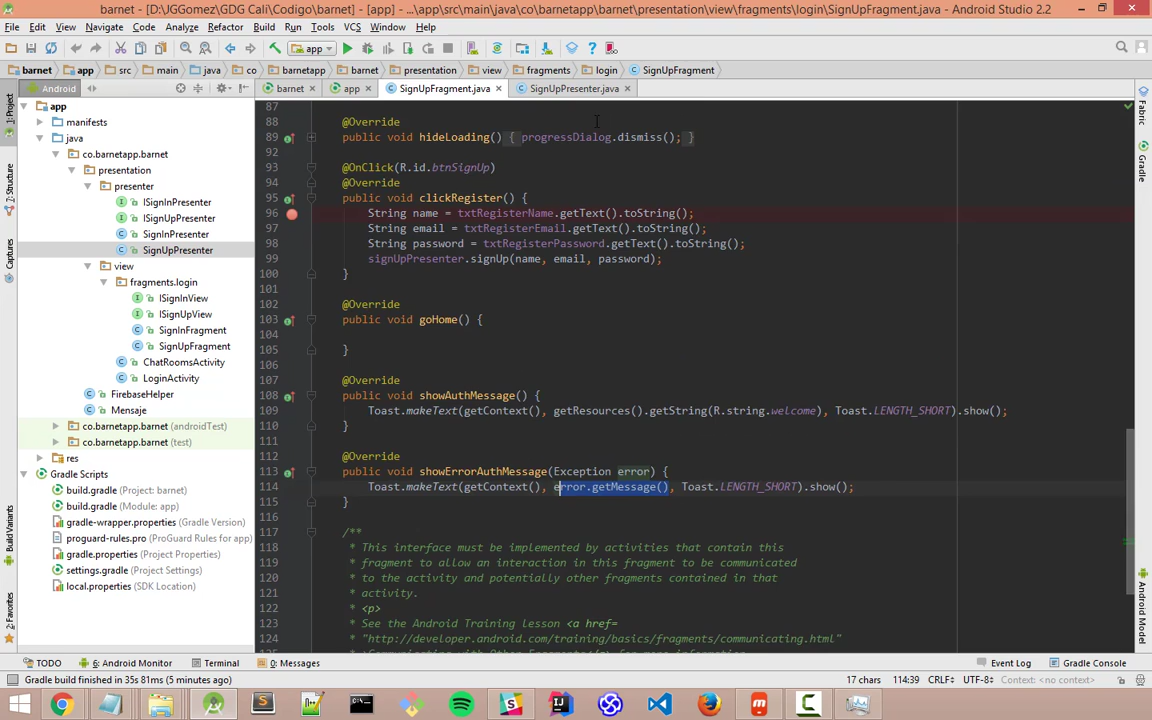 barnet - [D:\JGGomez\GDG Cali\Codigo\barnet] - [app] - ...\app\src\main\java\co\barnetapp\barnet\presentation\view\fragments\login\SignUpFragment.java - Android Studio 2.2
File Edit View Navigate Code Analyze Refactor Build Run Tools VCS Window Help
app
barnet app src main java co barnetapp barnet presentation view fragments login SignUpFragment
Android barnet app SignUpFragment.java SignUpPresenter.java
1: Project
7: Structure
Captures
Build Variants
2: Favorites
app
manifests
java
co.barnetapp.barnet
presentation
presenter
ISignInPresenter
ISignUpPresenter
SignInPresenter
SignUpPresenter
view
fragments.login
ISignInView
ISignUpView
SignInFragment
SignUpFragment
ChatRoomsActivity
LoginActivity
FirebaseHelper
Mensaje
co.barnetapp.barnet (androidTest)
co.barnetapp.barnet (test)
res
Gradle Scripts
build.gradle (Project: barnet)
build.gradle (Module: app)
gradle-wrapper.properties (Gradle Version)
proguard-rules.pro (ProGuard Rules for app)
gradle.properties (Project Properties)
settings.gradle (Project Settings)
local.properties (SDK Location)
87
88 @Override
89 public void hideLoading() { progressDialog.dismiss(); }
92
93 @OnClick(R.id.btnSignUp)
94 @Override
95 public void clickRegister() {
96 String name = txtRegisterName.getText().toString();
97 String email = txtRegisterEmail.getText().toString();
98 String password = txtRegisterPassword.getText().toString();
99 signUpPresenter.signUp(name, email, password);
100 }
101
102 @Override
103 public void goHome() {
104
105 }
106
107 @Override
108 public void showAuthMessage() {
109 Toast.makeText(getContext(), getResources().getString(R.string.welcome), Toast.LENGTH_SHORT).show();
110 }
111
112 @Override
113 public void showErrorAuthMessage(Exception error) {
114 Toast.makeText(getContext(), error.getMessage(), Toast.LENGTH_SHORT).show();
115 }
116
117 /**
118 * This interface must be implemented by activities that contain this
119 * fragment to allow an interaction in this fragment to be communicated
120 * to the activity and potentially other fragments contained in that
121 * activity.
122 * <p>
123 * See the Android Training Lesson <a href=
124 * "http://developer.android.com/training/basics/fragments/communicating.html"
Fabric
Gradle
Android Model
TODO 6: Android Monitor Terminal 0: Messages Event Log Gradle Console
Gradle build finished in 35s 81ms (5 minutes ago) 17 chars 114:39 CRLF÷ UTF-8÷ Context: <no context>